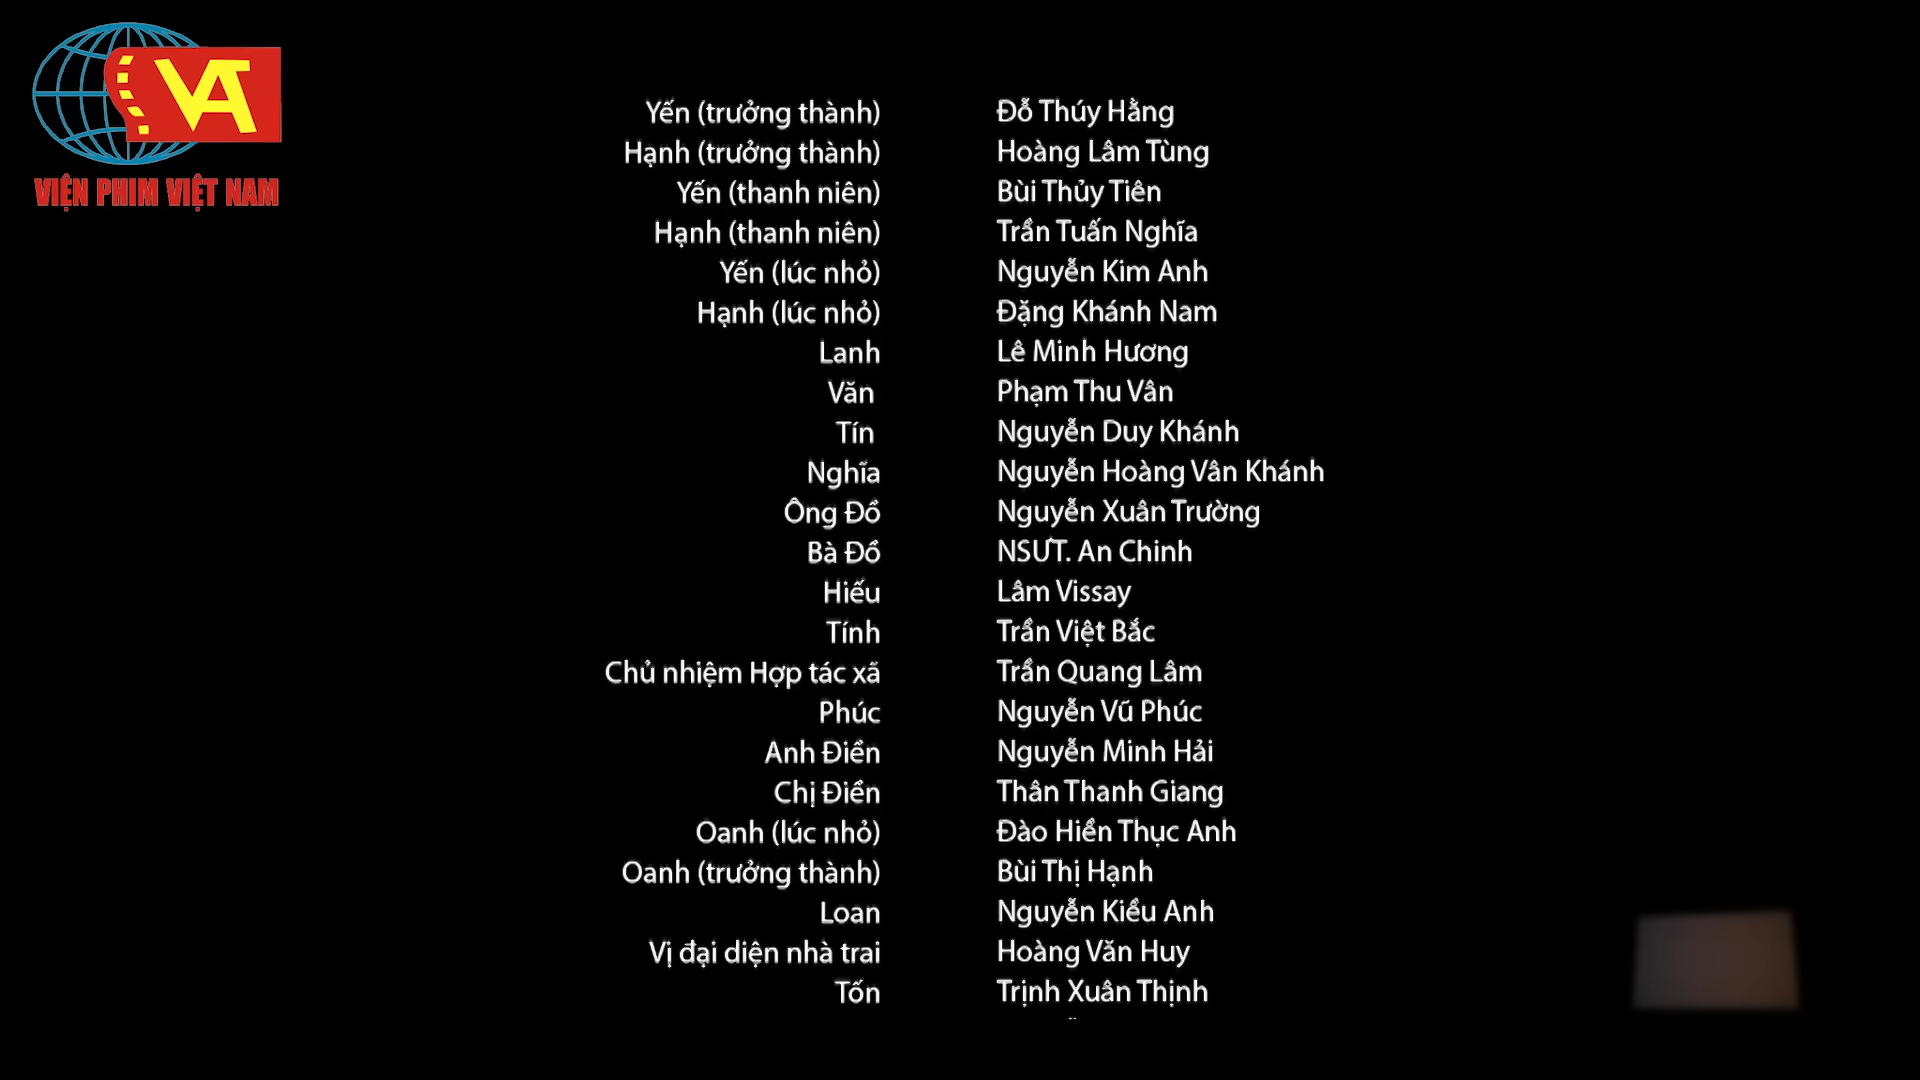 VIỆN PHIM VIỆT NAM
Yến (trưởng thành) Đỗ Thúy Hằng
Hạnh (trưởng thành) Hoàng Lâm Tùng
Yến (thanh niên) Bùi Thủy Tiên
Hạnh (thanh niên) Trần Tuấn Nghĩa
Yến (lúc nhỏ) Nguyễn Kim Anh
Hạnh (lúc nhỏ) Đặng Khánh Nam
Lanh Lê Minh Hương
Văn Phạm Thu Vân
Tín Nguyễn Duy Khánh
Nghĩa Nguyễn Hoàng Vân Khánh
Ông Đồ Nguyễn Xuân Trường
Bà Đồ NSƯT. An Chinh
Hiếu Lâm Vissay
Tính Trần Việt Bắc
Chủ nhiệm Hợp tác xã Trần Quang Lâm
Phúc Nguyễn Vũ Phúc
Anh Điền Nguyễn Minh Hải
Chị Điền Thân Thanh Giang
Oanh (lúc nhỏ) Đào Hiền Thục Anh
Oanh (trưởng thành) Bùi Thị Hạnh
Loan Nguyễn Kiều Anh
Vị đại diện nhà trai Hoàng Văn Huy
Tốn Trịnh Xuân Thịnh